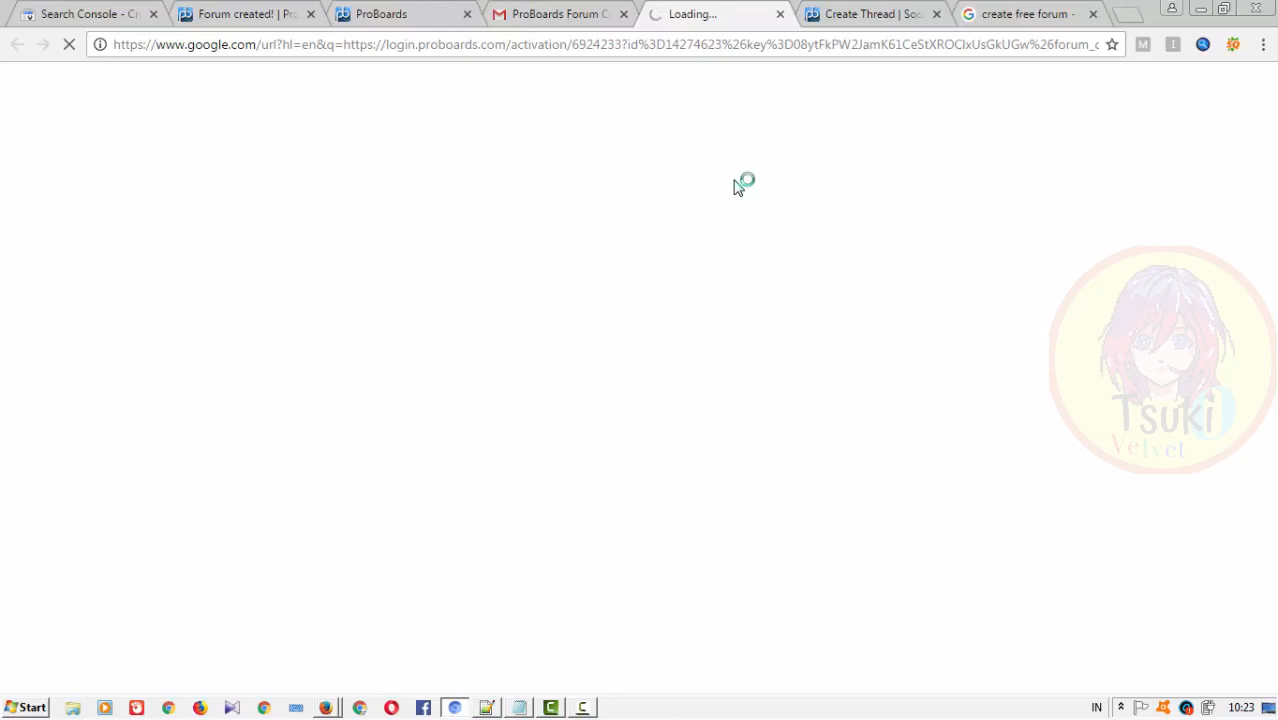 Search Console - Cr
Forum created! | Pro
ProBoards
ProBoards Forum C
Loading...
Create Thread | Soc
create free forum -
https://www.google.com/url?hl=en&q=https://login.proboards.com/activation/6924233?id%3D14274623%26key%3D08ytFkPW2JamK61CeStXROClxUsGkUGw%26forum_c
M
I
Tsuki
Velvet
Start
IN
10:23